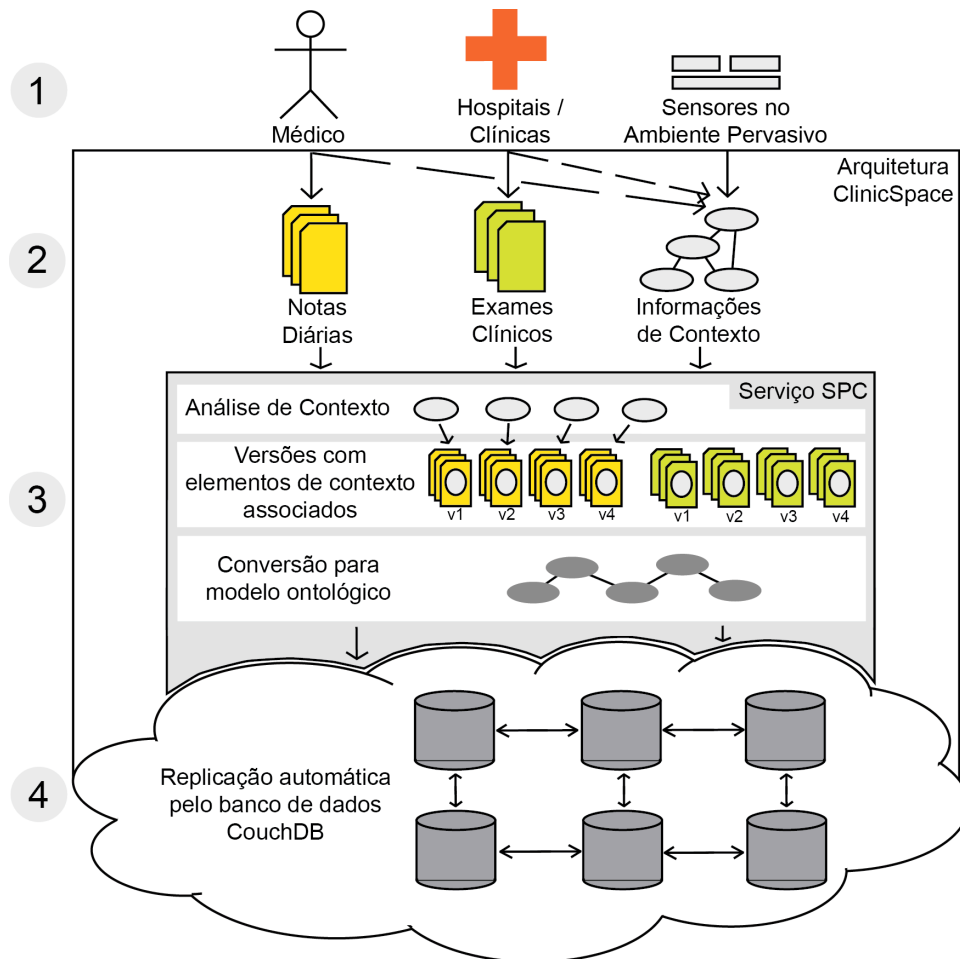 1
Médico
Hospitais /
Clínicas
Sensores no
Ambiente Pervasivo
Arquitetura
ClinicSpace
2
Notas
Diárias
Exames
Clínicos
Informações
de Contexto
Serviço SPC
Análise de Contexto
3
Versões com
elementos de contexto
associados
v1 v2 v3 v4 v1 v2 v3 v4
Conversão para
modelo ontológico
4
Replicação automática
pelo banco de dados
CouchDB